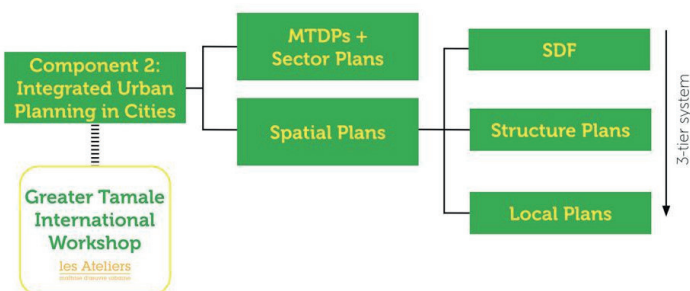 Component 2:
Integrated Urban
Planning in Cities
MTDPs +
Sector Plans
Spatial Plans
SDF
Structure Plans
Local Plans
3-tier system
Greater Tamale
International
Workshop
les Ateliers